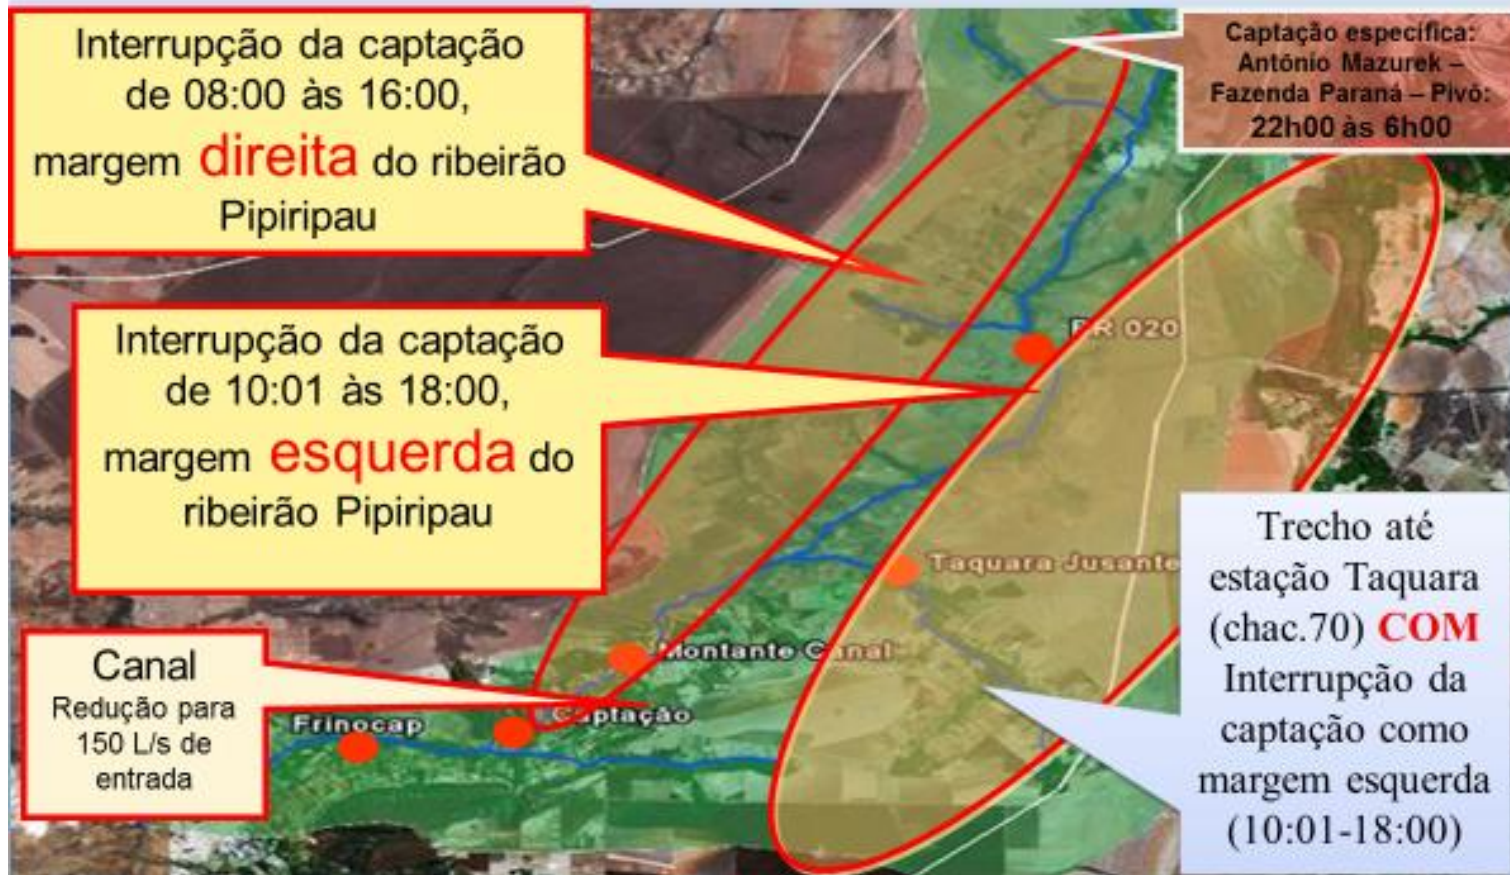 Interrupção da captação
de 08:00 às 16:00,
margem direita do ribeirão
Pipiripau
Captação específica:
Antônio Mazurek –
Fazenda Paraná – Pivô:
22h00 às 6h00
Interrupção da captação
de 10:01 às 18:00,
margem esquerda do
ribeirão Pipiripau
BR 020
Taquara Jusante
Montante Canal
Captação
Frinocap
Canal
Redução para
150 L/s de
entrada
Trecho até
estação Taquara
(chac.70) COM
Interrupção da
captação como
margem esquerda
(10:01-18:00)